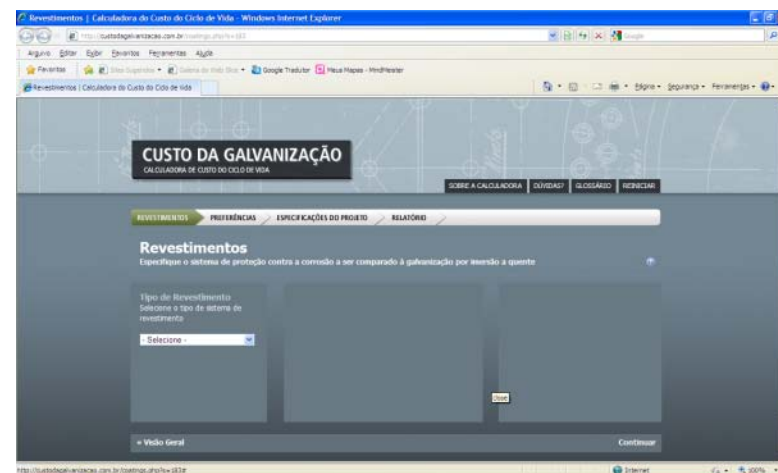 Revestimentos | Calculadora do Custo do Ciclo de Vida - Windows Internet Explorer
Google
Arquivo Editar Exibir Favoritos Ferramentas Ajuda
Favoritos Google Tradutor Meus Mapas - MindMeister
Revestimentos | Calculadora do Custo do Ciclo de Vida Página Segurança Ferramentas
CUSTO DA GALVANIZAÇÃO
CALCULADORA DE CUSTO DO CICLO DE VIDA
SOBRE A CALCULADORA DÚVIDAS? GLOSSÁRIO REINICIAR
REVESTIMENTOS PREFERÊNCIAS ESPECIFICAÇÕES DO PROJETO RELATÓRIO
Revestimentos
Especifique o sistema de proteção contra a corrosão a ser comparado à galvanização por imersão a quente
Tipo de Revestimento
Selecione o tipo de sistema de
revestimento
- Selecione -
close
« Visão Geral Continuar
Internet 100%